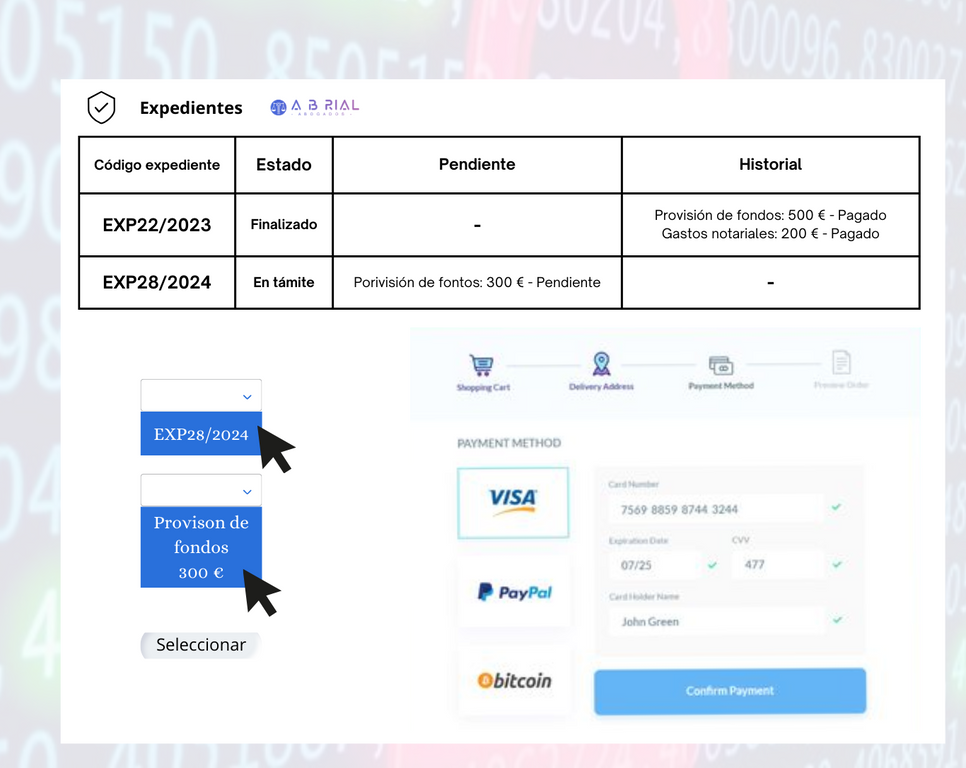 Expedientes
A B RIAL
- ABOGADOS -
Código expediente
Estado
Pendiente
Historial
EXP22/2023
Finalizado
-
Provisión de fondos: 500 € - Pagado
Gastos notariales: 200 € - Pagado
EXP28/2024
En támite
Porivisión de fontos: 300 € - Pendiente
-
EXP28/2024
Provison de
fondos
300 €
Seleccionar
Shopping Cart
Delivery Address
Payment Method
Preview Order
PAYMENT METHOD
VISA
PayPal
bitcoin
Card Number
7569 8859 8744 3244
Expiration Date
CVV
07/25
477
Card Holder Name
John Green
Confirm Payment